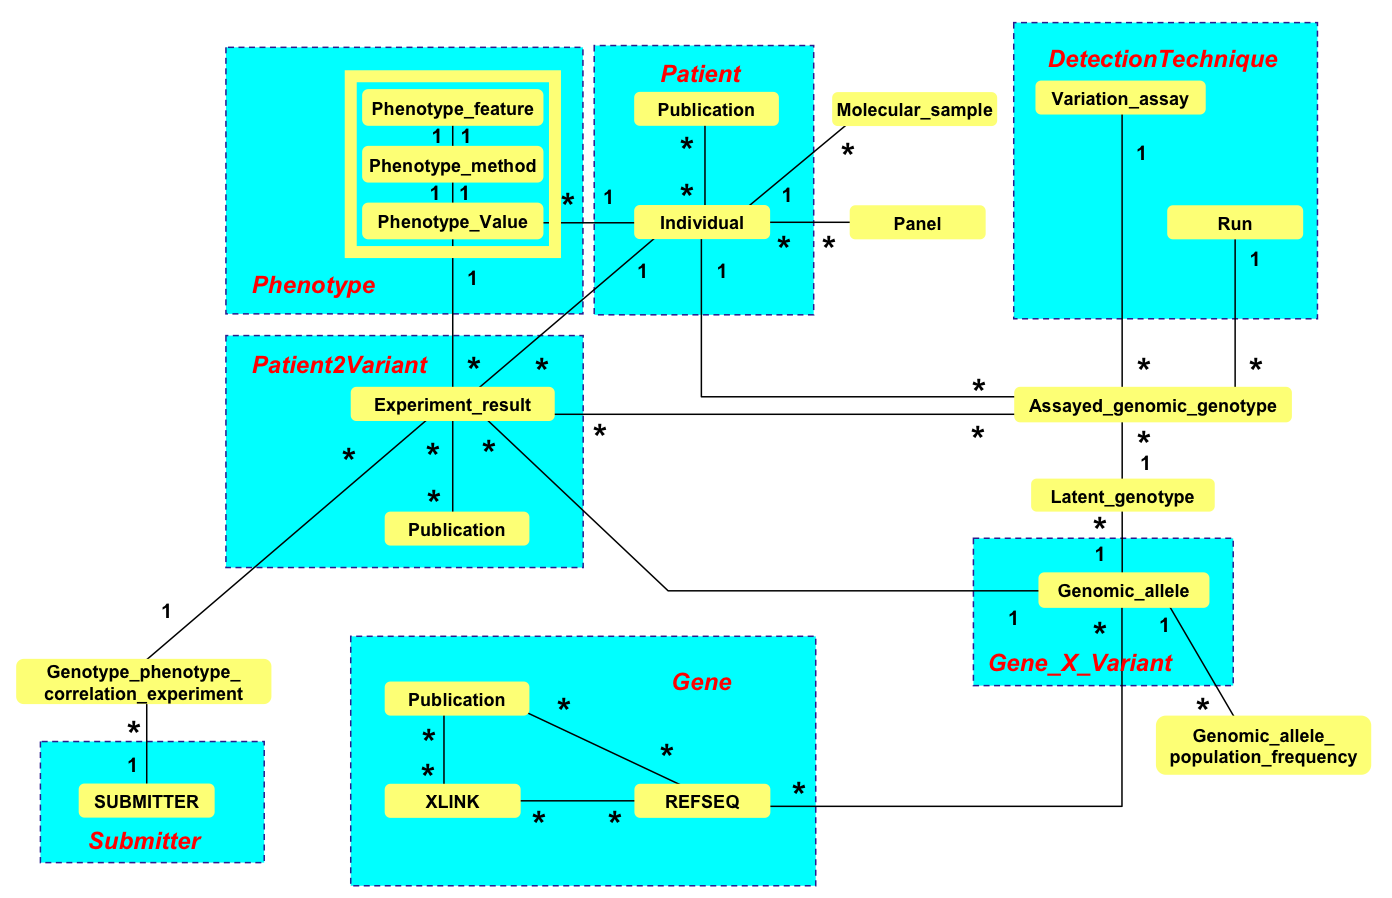 DetectionTechnique
Patient
Phenotype_feature
Publication
Molecular_sample
Variation_assay
1 1
*
*
1
Phenotype_method
1 1
*
1
1
*
Phenotype_Value
Individual
Panel
Run
* *
1
1
1
1
Phenotype
Patient2Variant
* *
* *
*
Experiment_result
Assayed_genomic_genotype
* *
*
* * *
1
*
Latent_genotype
Publication
*
1
Genomic_allele
1
1
*
1
Genotype_phenotype_
correlation_experiment
Gene_X_Variant
Gene
Publication
*
*
*
*
*
Genomic_allele_
population_frequency
1
*
*
SUBMITTER
XLINK
REFSEQ
* *
Submitter